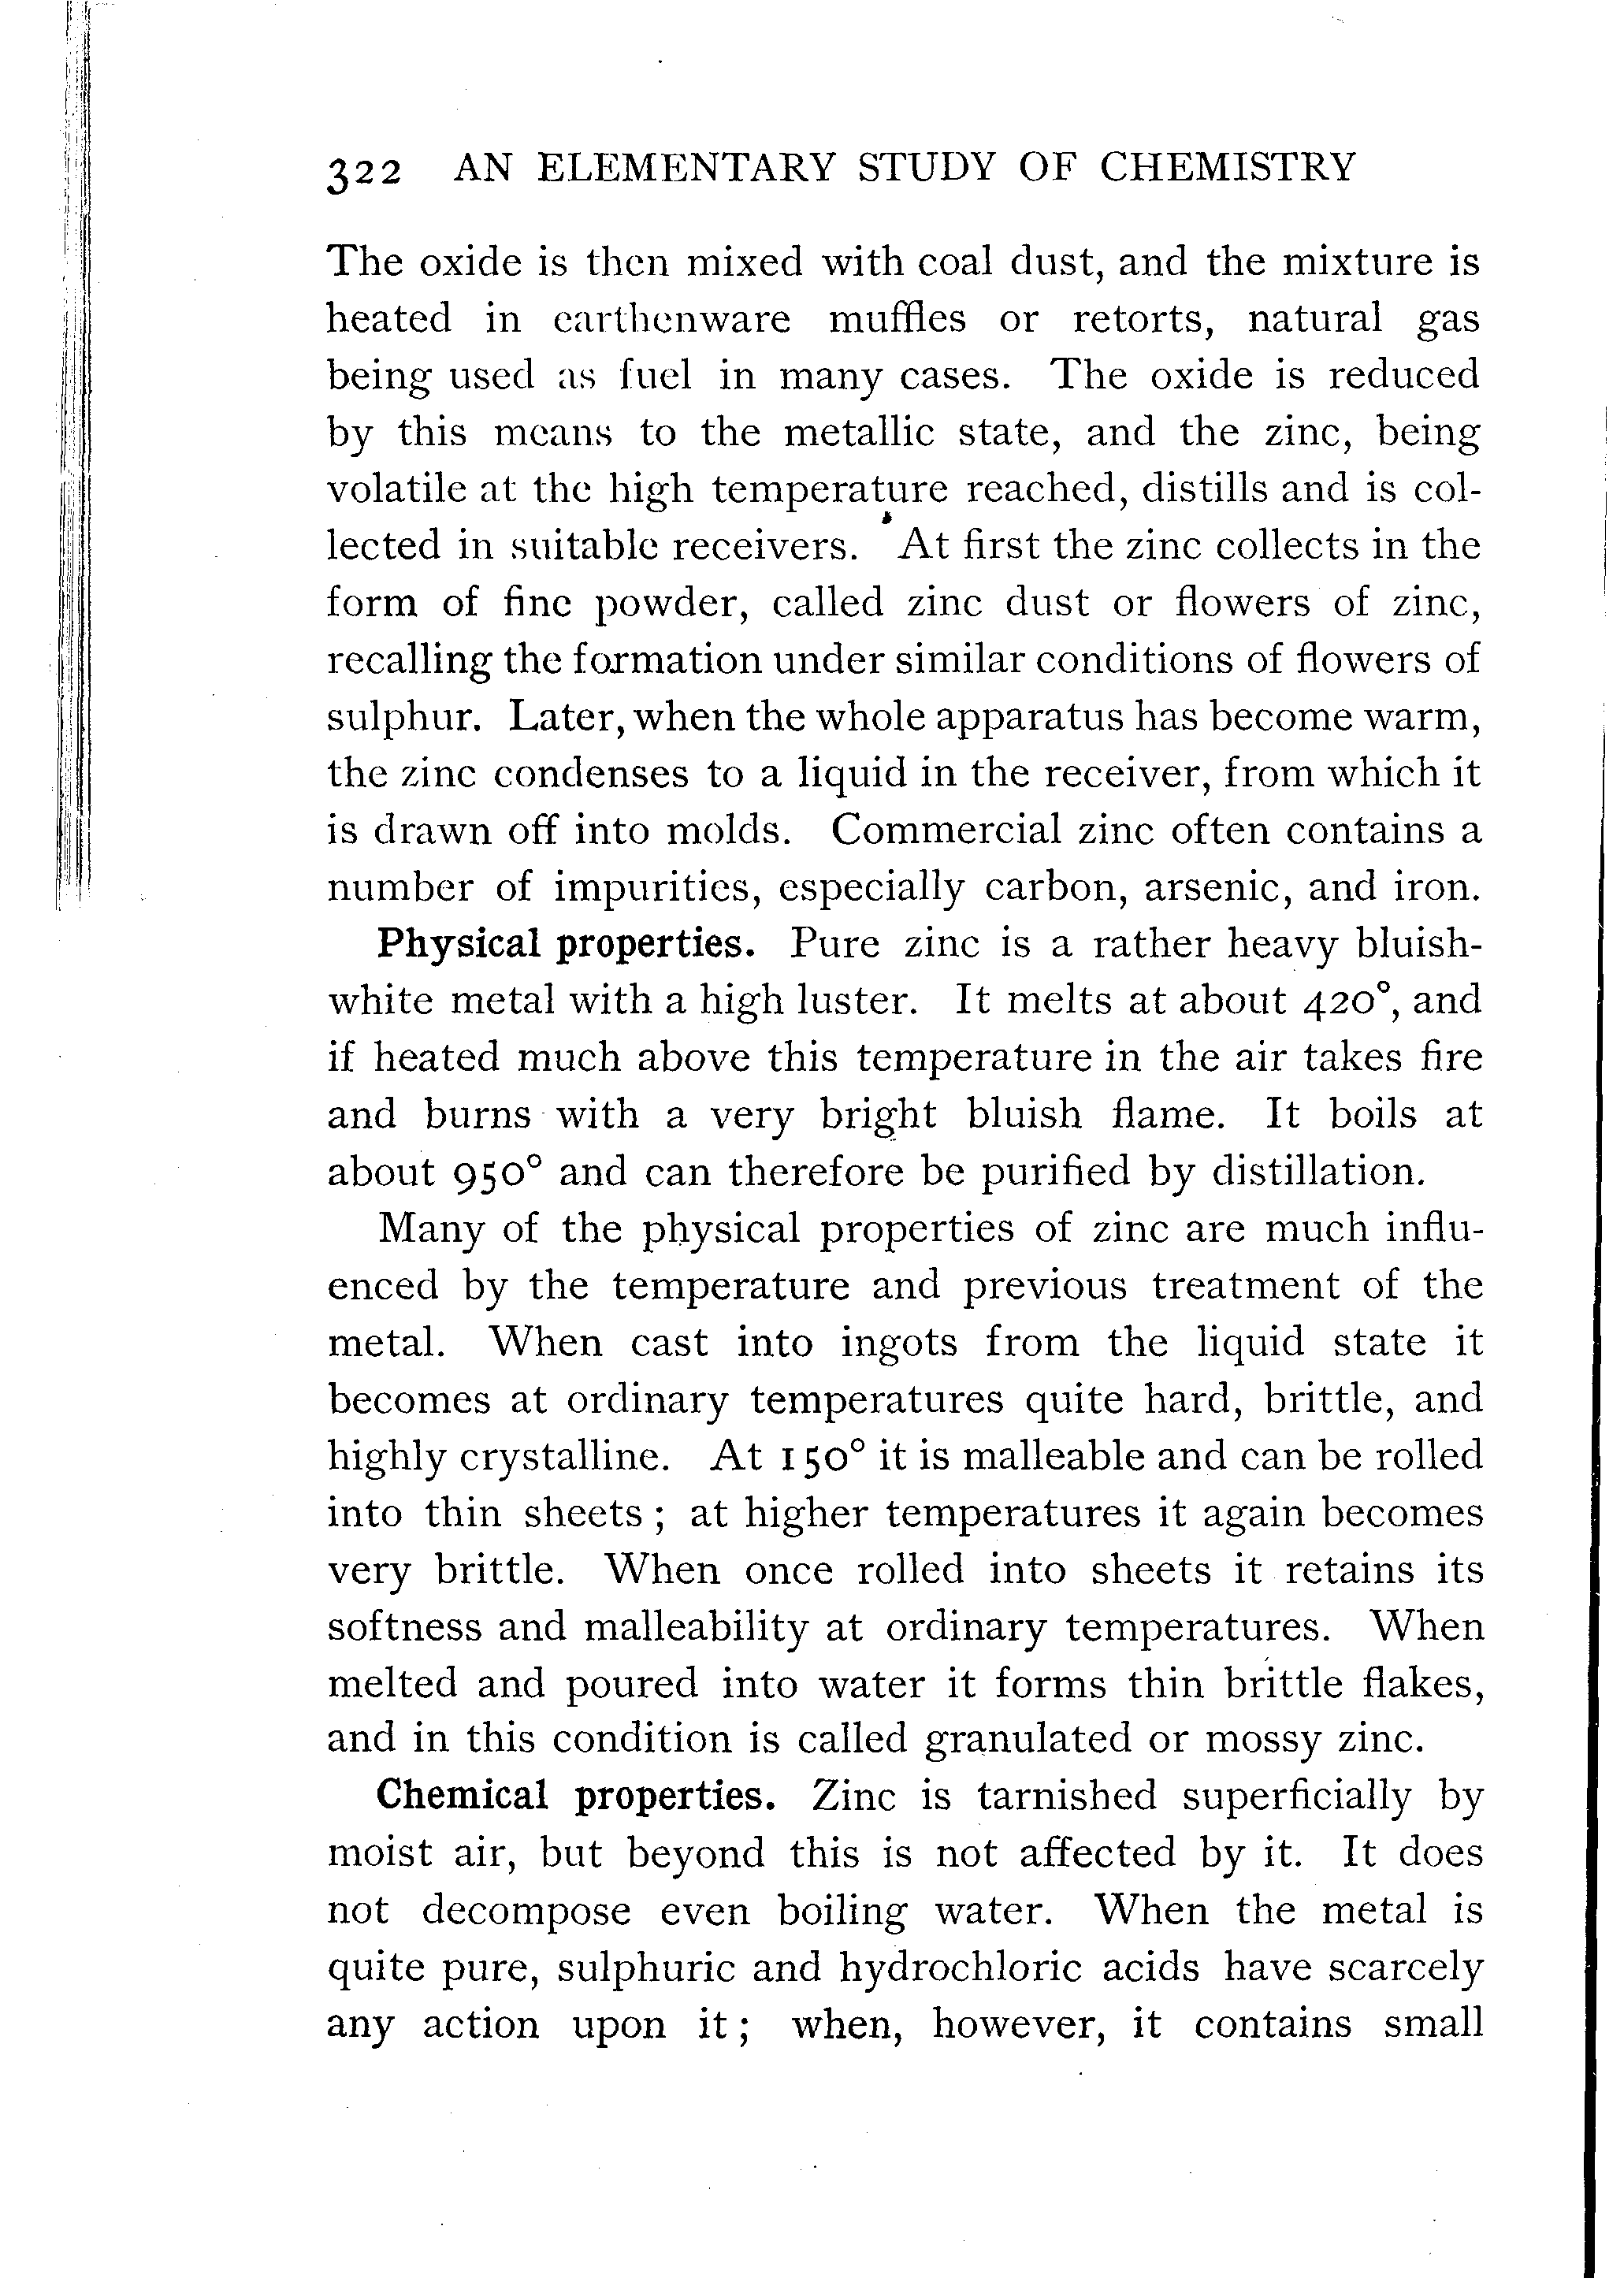 322 AN ELEMENTARY STUDY OF CHEMISTRY
The oxide is then mixed with coal dust, and the mixture is
heated in earthenware muffles or retorts, natural gas
being used as fuel in many cases. The oxide is reduced
by this means to the metallic state, and the zinc, being
volatile at the high temperature reached, distills and is col-
lected in suitable receivers. At first the zinc collects in the
form of fine powder, called zinc dust or flowers of zinc,
recalling the formation under similar conditions of flowers of
sulphur. Later, when the whole apparatus has become warm,
the zinc condenses to a liquid in the receiver, from which it
is drawn off into molds. Commercial zinc often contains a
number of impurities, especially carbon, arsenic, and iron.
Physical properties. Pure zinc is a rather heavy bluish-
white metal with a high luster. It melts at about 420°, and
if heated much above this temperature in the air takes fire
and burns with a very bright bluish flame. It boils at
about 950° and can therefore be purified by distillation.
Many of the physical properties of zinc are much influ-
enced by the temperature and previous treatment of the
metal. When cast into ingots from the liquid state it
becomes at ordinary temperatures quite hard, brittle, and
highly crystalline. At 150° it is malleable and can be rolled
into thin sheets; at higher temperatures it again becomes
very brittle. When once rolled into sheets it retains its
softness and malleability at ordinary temperatures. When
melted and poured into water it forms thin brittle flakes,
and in this condition is called granulated or mossy zinc.
Chemical properties. Zinc is tarnished superficially by
moist air, but beyond this is not affected by it. It does
not decompose even boiling water. When the metal is
quite pure, sulphuric and hydrochloric acids have scarcely
any action upon it; when, however, it contains small